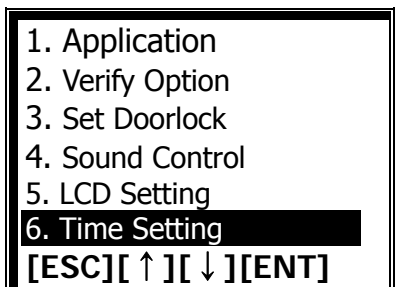 1. Application
2. Verify Option
3. Set Doorlock
4. Sound Control
5. LCD Setting
6. Time Setting
[ESC][↑][↓][ENT]